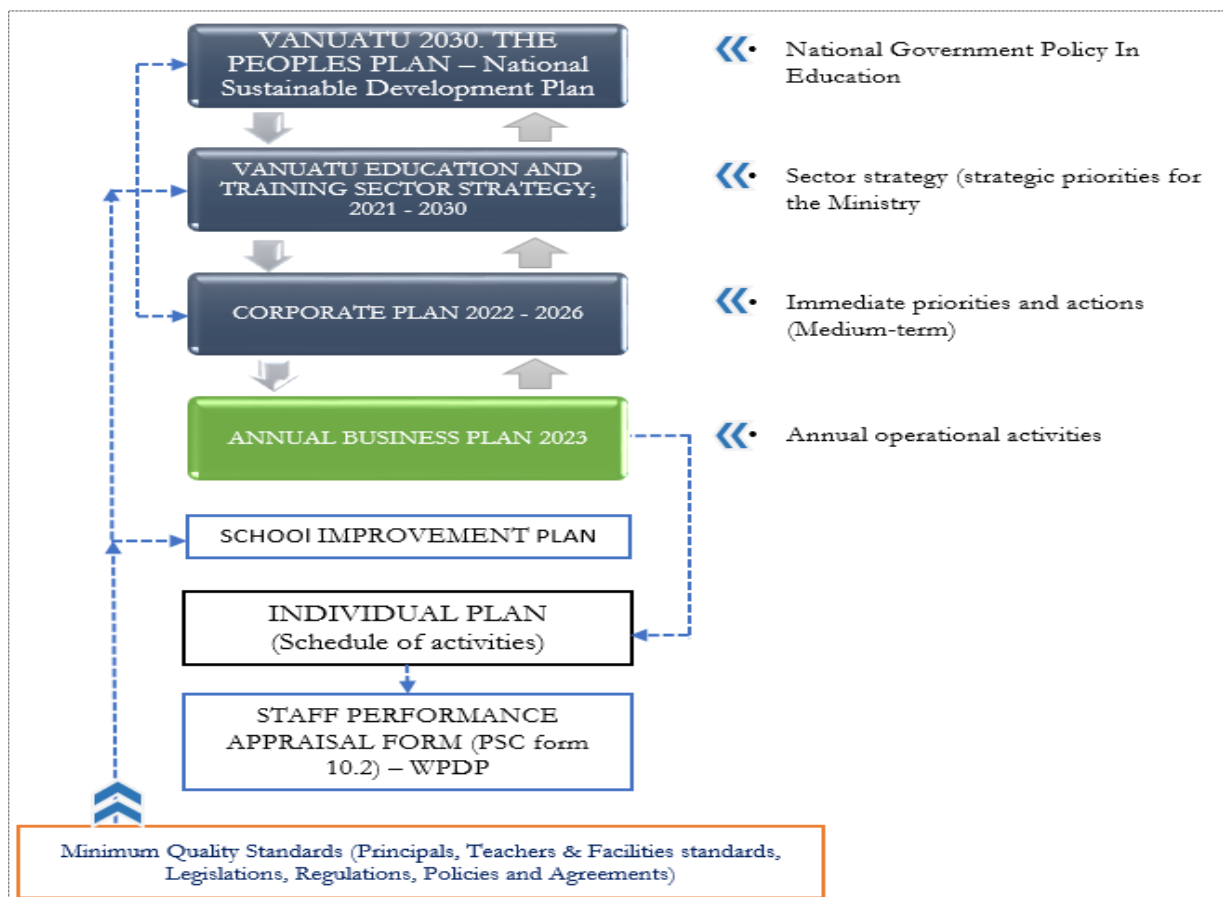 VANUATU 2030. THE
PEOPLES PLAN – National
Sustainable Development Plan
• National Government Policy In
Education
VANUATU EDUCATION AND
TRAINING SECTOR STRATEGY;
2021 - 2030
• Sector strategy (strategic priorities for
the Ministry
CORPORATE PLAN 2022 - 2026
• Immediate priorities and actions
(Medium-term)
ANNUAL BUSINESS PLAN 2023
• Annual operational activities
SCHOOl IMPROVEMENT PLAN
INDIVIDUAL PLAN
(Schedule of activities)
STAFF PERFORMANCE
APPRAISAL FORM (PSC form
10.2) – WPDP
Minimum Quality Standards (Principals, Teachers & Facilities standards,
Legislations, Regulations, Policies and Agreements)